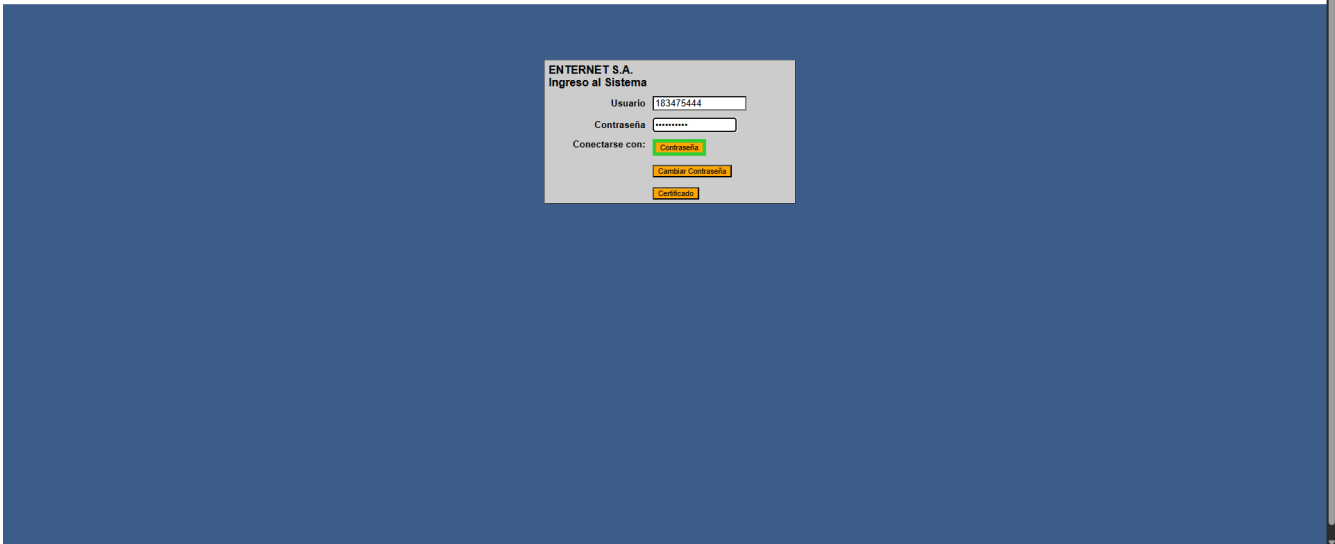 ENTERNET S.A.
Ingreso al Sistema
Usuario 183475444
Contraseña ••••••••••
Conectarse con: Contraseña
Cambiar Contraseña
Certificado